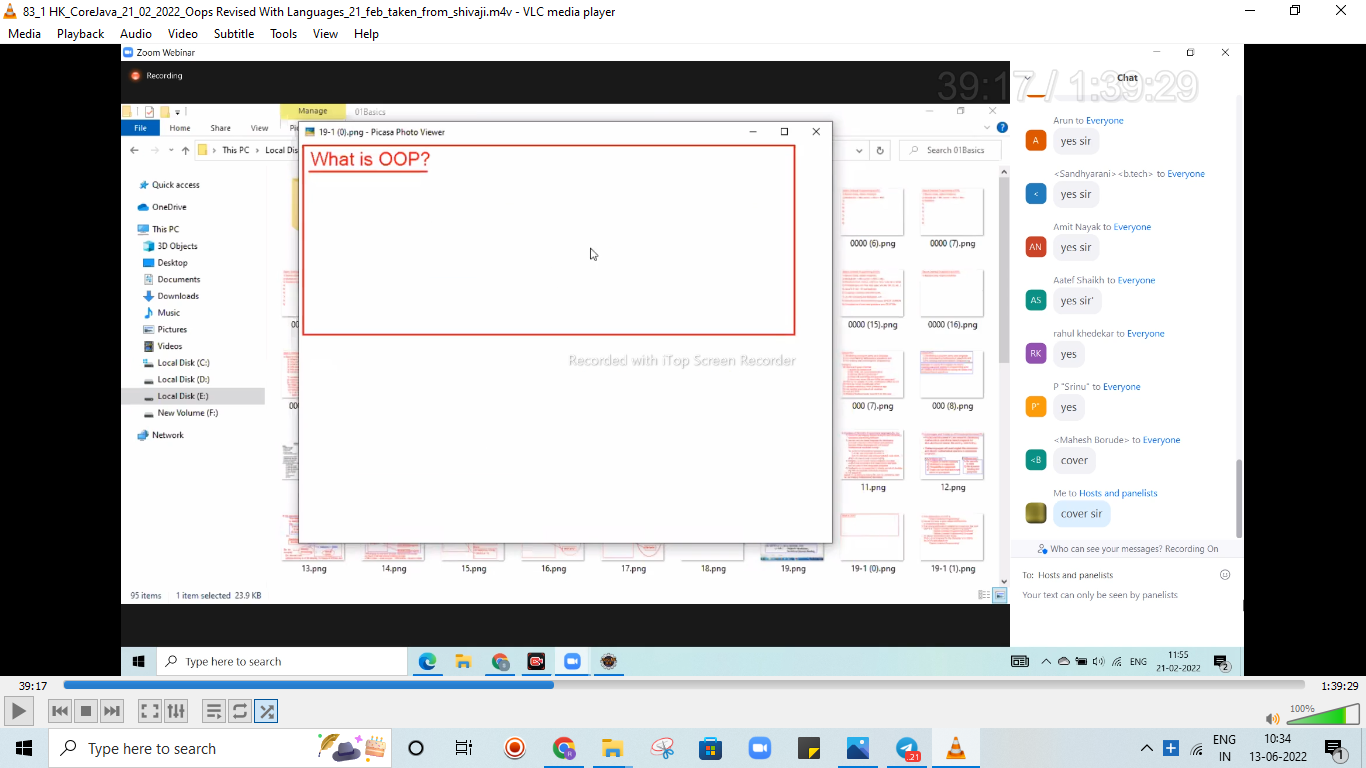 83_1 HK_CoreJava_21_02_2022_Oops Revised With Languages_21_feb_taken_from_shivaji.m4v - VLC media player
Media Playback Audio Video Subtitle Tools View Help
Zoom Webinar
Recording
39:17 / 1:39:29
Chat
Manage 01Basics
File Home Share View
This PC Local Dis
Search 01Basics
19-1 (0).png - Picasa Photo Viewer
What is OOP?
Recorded with iTop Screen Recorder
Quick access
OneDrive
This PC
3D Objects
Desktop
Documents
Downloads
Music
Pictures
Videos
Local Disk (C:)
Local Disk (D:)
Local Disk (E:)
New Volume (F:)
Network
0000 (6).png 0000 (7).png
000 (15).png 000 (16).png
000 (7).png 000 (8).png
11.png 12.png
13.png 14.png 15.png 16.png 17.png 18.png 19.png 19-1 (0).png 19-1 (1).png
95 items 1 item selected 23.9 KB
Arun to Everyone
A yes sir
<Sandhyarani><b.tech> to Everyone
< yes sir
Amit Nayak to Everyone
AN yes sir
Aatef Shaikh to Everyone
AS yes sir'
rahul khedekar to Everyone
RK yes
P "Srinu" to Everyone
P" yes
<Mahesh Borude> to Everyone
<B cover
Me to Hosts and panelists
cover sir
Who can see your messages? Recording On
To: Hosts and panelists
Your text can only be seen by panelists
Type here to search
ENG
11:55
21-02-2022
2
39:17
1:39:29
100%
Type here to search
21
ENG
IN
10:34
13-06-2022
1